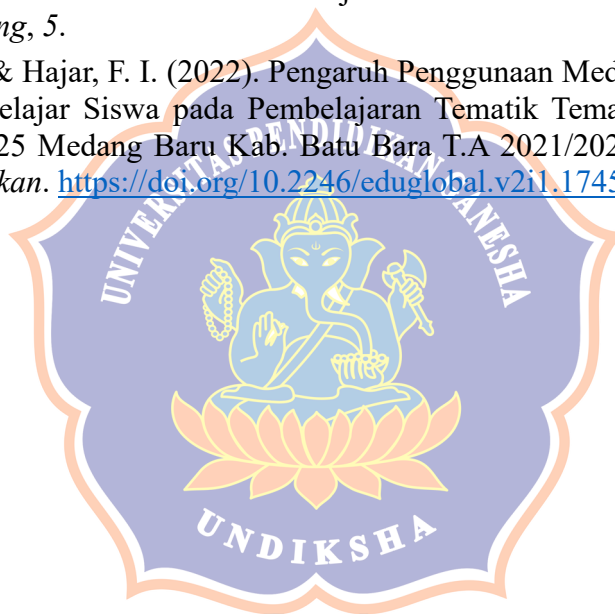 ng, 5.
& Hajar, F. I. (2022). Pengaruh Penggunaan Med
elajar Siswa pada Pembelajaran Tematik Tema
25 Medang Baru Kab. Batu Bara T.A 2021/202
kan. https://doi.org/10.2246/eduglobal.v2i1.1745
UNIVERSITAS PENDIDIKAN GANESHA
UNDIKSHA